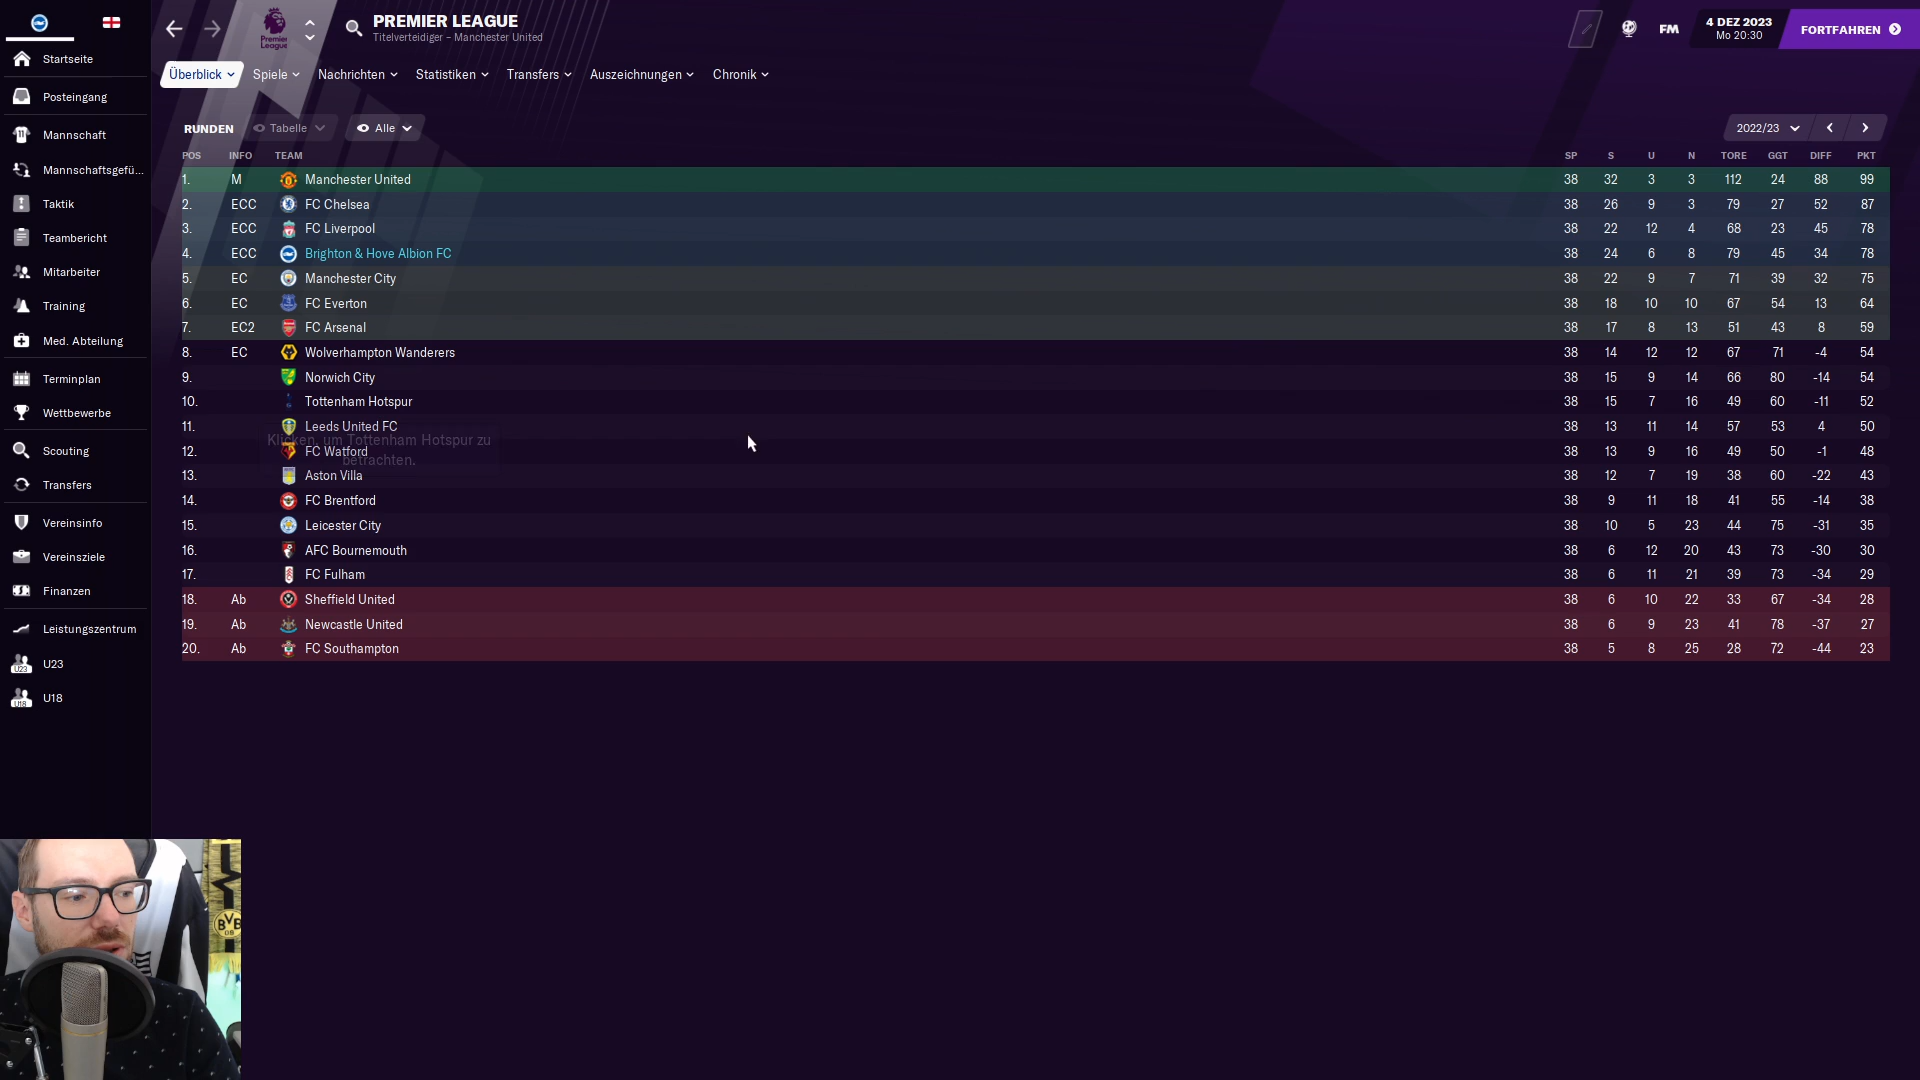 PREMIER LEAGUE
Titelverteidiger – Manchester United
Premier League
FM
4 DEZ 2023
Mo 20:30
FORTFAHREN
Überblick Spiele Nachrichten Statistiken Transfers Auszeichnungen Chronik
Startseite
Posteingang
Mannschaft
Mannschaftsgefü...
Taktik
Teambericht
Mitarbeiter
Training
Med. Abteilung
Terminplan
Wettbewerbe
Scouting
Transfers
Vereinsinfo
Vereinsziele
Finanzen
Leistungszentrum
U23 U23
U18 U18
RUNDEN Tabelle Alle 2022/23
POS INFO TEAM SP S U N TORE GGT DIFF PKT
1. M Manchester United 38 32 3 3 112 24 88 99
2. ECC FC Chelsea 38 26 9 3 79 27 52 87
3. ECC FC Liverpool 38 22 12 4 68 23 45 78
4. ECC Brighton & Hove Albion FC 38 24 6 8 79 45 34 78
5. EC Manchester City 38 22 9 7 71 39 32 75
6. EC FC Everton 38 18 10 10 67 54 13 64
7. EC2 FC Arsenal 38 17 8 13 51 43 8 59
8. EC Wolverhampton Wanderers 38 14 12 12 67 71 -4 54
9. Norwich City 38 15 9 14 66 80 -14 54
10. Tottenham Hotspur 38 15 7 16 49 60 -11 52
11. Leeds United FC 38 13 11 14 57 53 4 50
Klicken, um Tottenham Hotspur zu
betrachten.
12. FC Watford 38 13 9 16 49 50 -1 48
13. Aston Villa 38 12 7 19 38 60 -22 43
14. FC Brentford 38 9 11 18 41 55 -14 38
15. Leicester City 38 10 5 23 44 75 -31 35
16. AFC Bournemouth 38 6 12 20 43 73 -30 30
17. FC Fulham 38 6 11 21 39 73 -34 29
18. Ab Sheffield United 38 6 10 22 33 67 -34 28
19. Ab Newcastle United 38 6 9 23 41 78 -37 27
20. Ab FC Southampton 38 5 8 25 28 72 -44 23
BVB
09